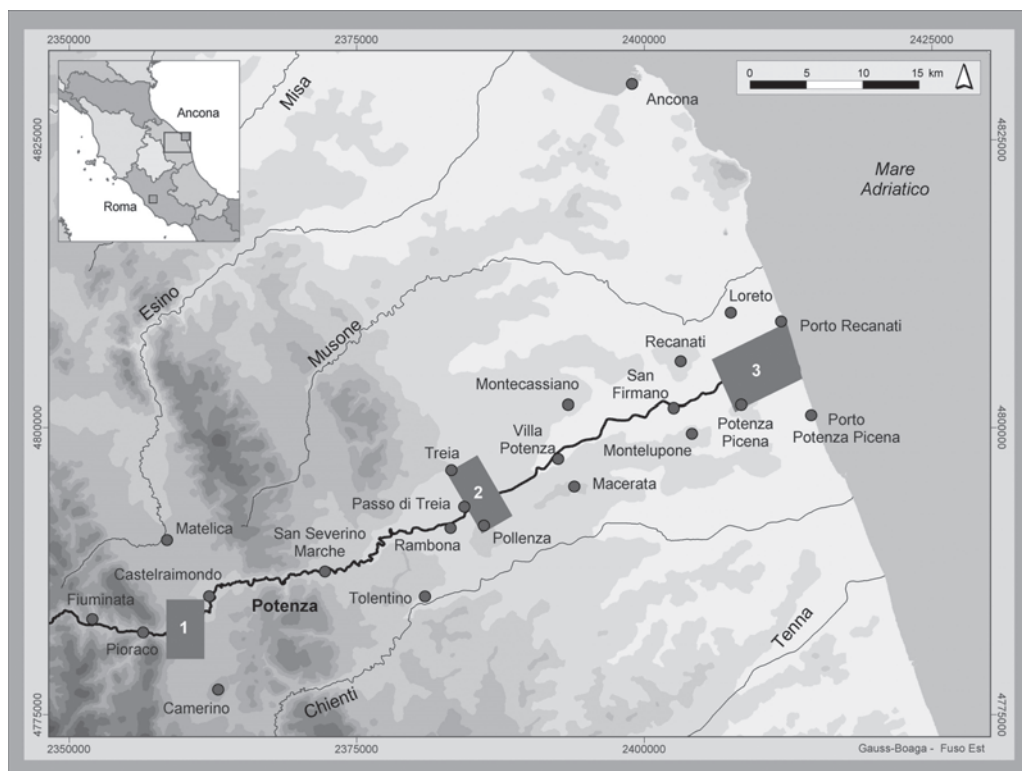 2350000
2375000
2400000
2425000
4825000
4825000
Ancona
Roma
Misa
0 5 10 15 km
Ancona
Mare
Adriatico
Esino
Musone
Loreto
Porto Recanati
Recanati
3
San
Firmano
Montecassiano
Potenza
Picena
Porto
Potenza Picena
4800000
4800000
Villa
Potenza
Montelupone
Treia
2
Macerata
Passo di Treia
Matelica
San Severino
Marche
Rambona
Pollenza
Castelraimondo
Fiuminata
Potenza
Tolentino
1
Pioraco
Tenna
Camerino
Chienti
4775000
4775000
2350000
2375000
2400000
Gauss-Boaga - Fuso Est